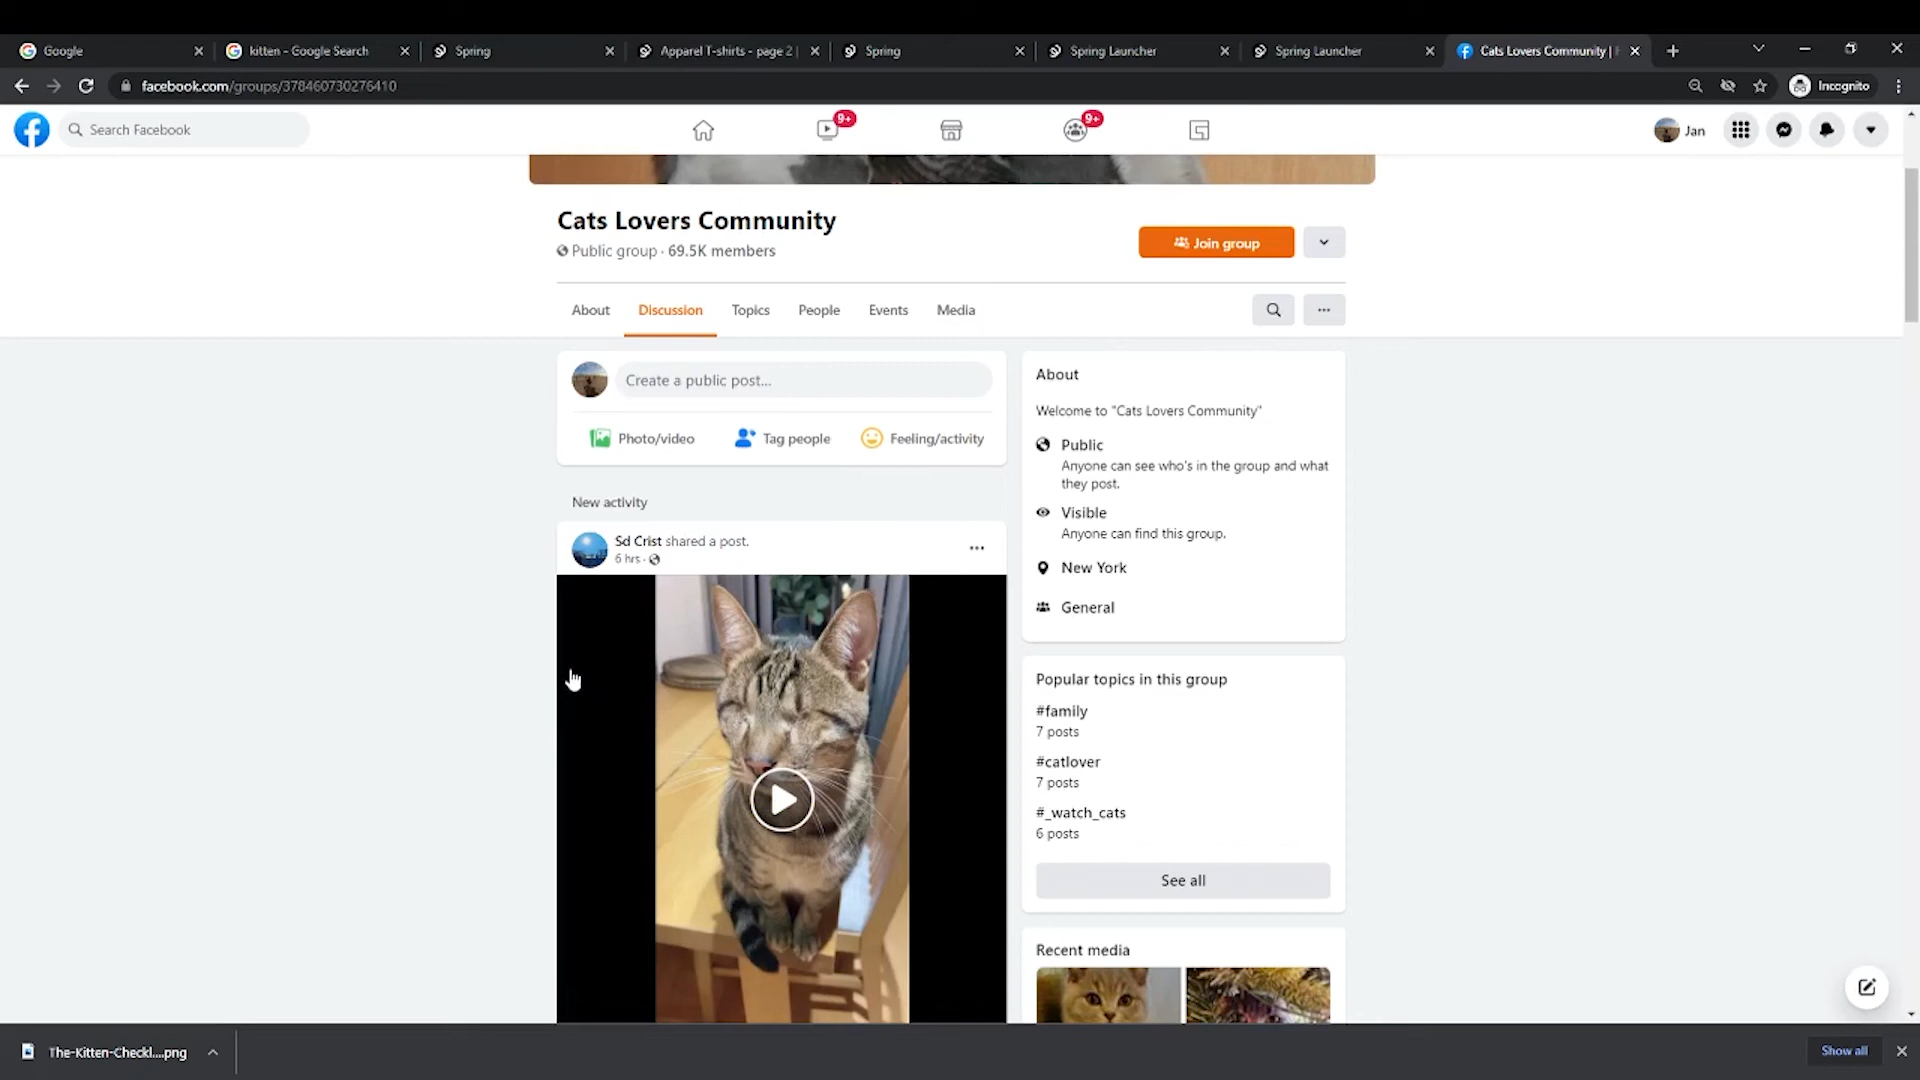 Google
kitten - Google Search
Spring
Apparel T-shirts - page 2 |
Spring
Spring Launcher
Spring Launcher
Cats Lovers Community |
facebook.com/groups/378460730276410
Incognito
Search Facebook
9+
9+
Jan
Cats Lovers Community
Public group · 69.5K members
Join group
About
Discussion
Topics
People
Events
Media
Create a public post...
Photo/video
Tag people
Feeling/activity
New activity
Sd Crist shared a post.
6 hrs ·
About
Welcome to "Cats Lovers Community"
Public
Anyone can see who's in the group and what
they post.
Visible
Anyone can find this group.
New York
General
Popular topics in this group
#family
7 posts
#catlover
7 posts
#_watch_cats
6 posts
See all
Recent media
The-Kitten-Checkl....png
Show all